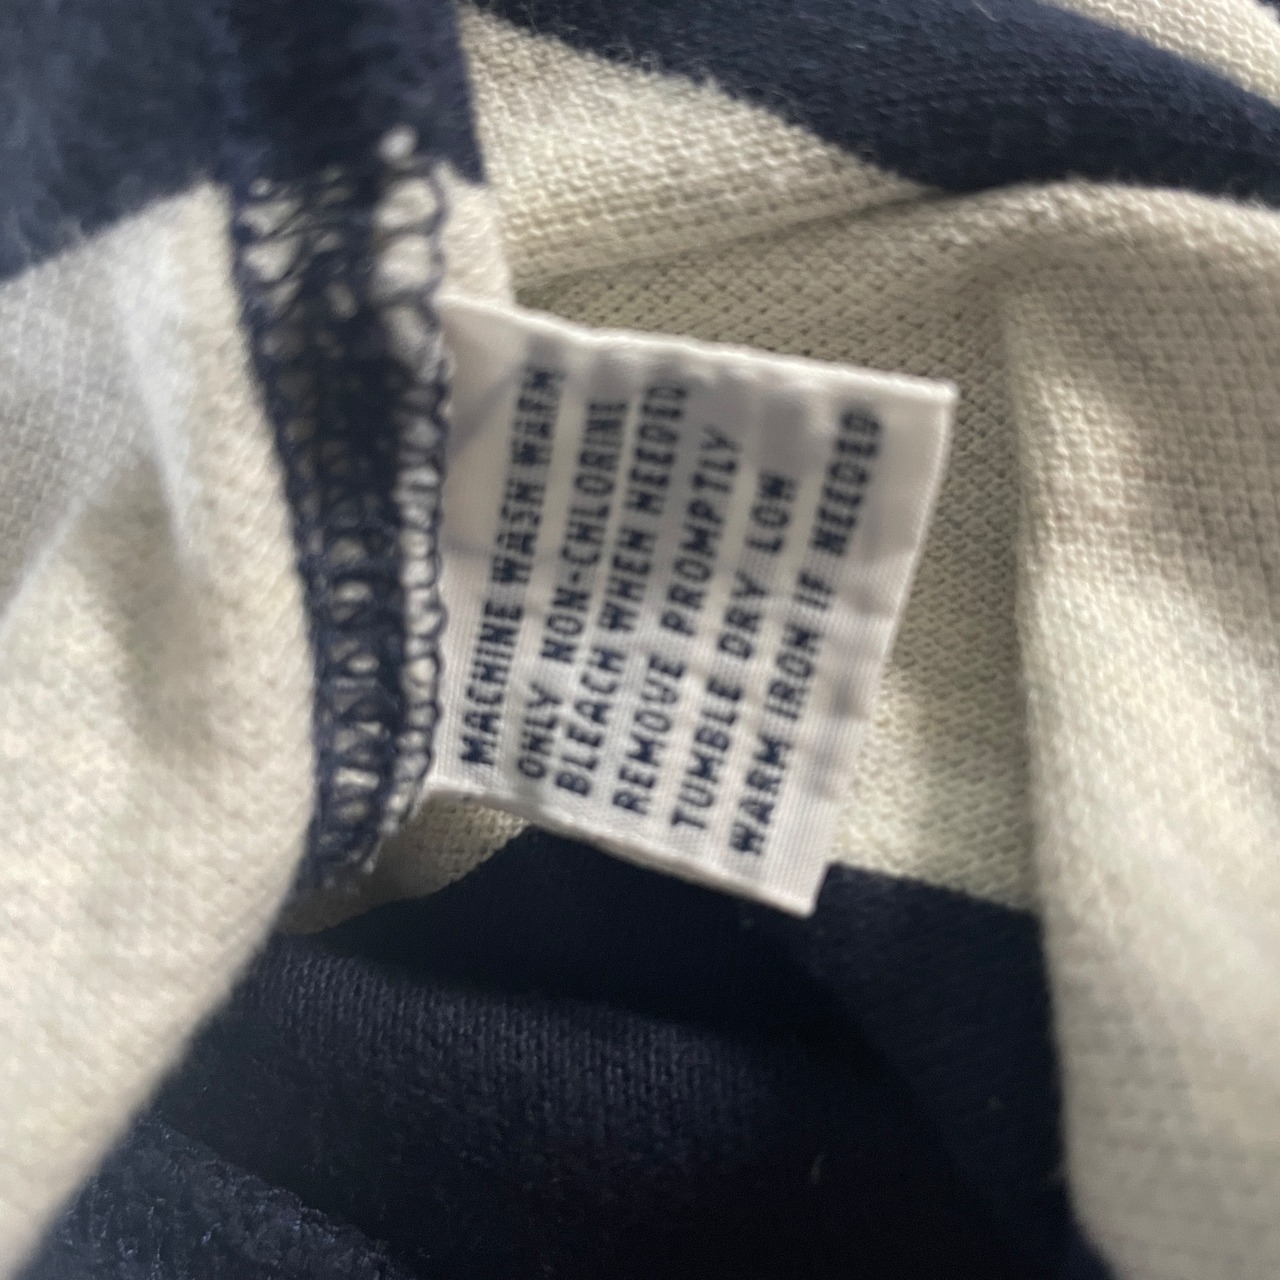 MACHINE WASH WARM
ONLY NON-CHLORINE
BLEACH WHEN NEEDED
REMOVE PROMPTLY
TUMBLE DRY LOW
WARM IRON IF NEEDED